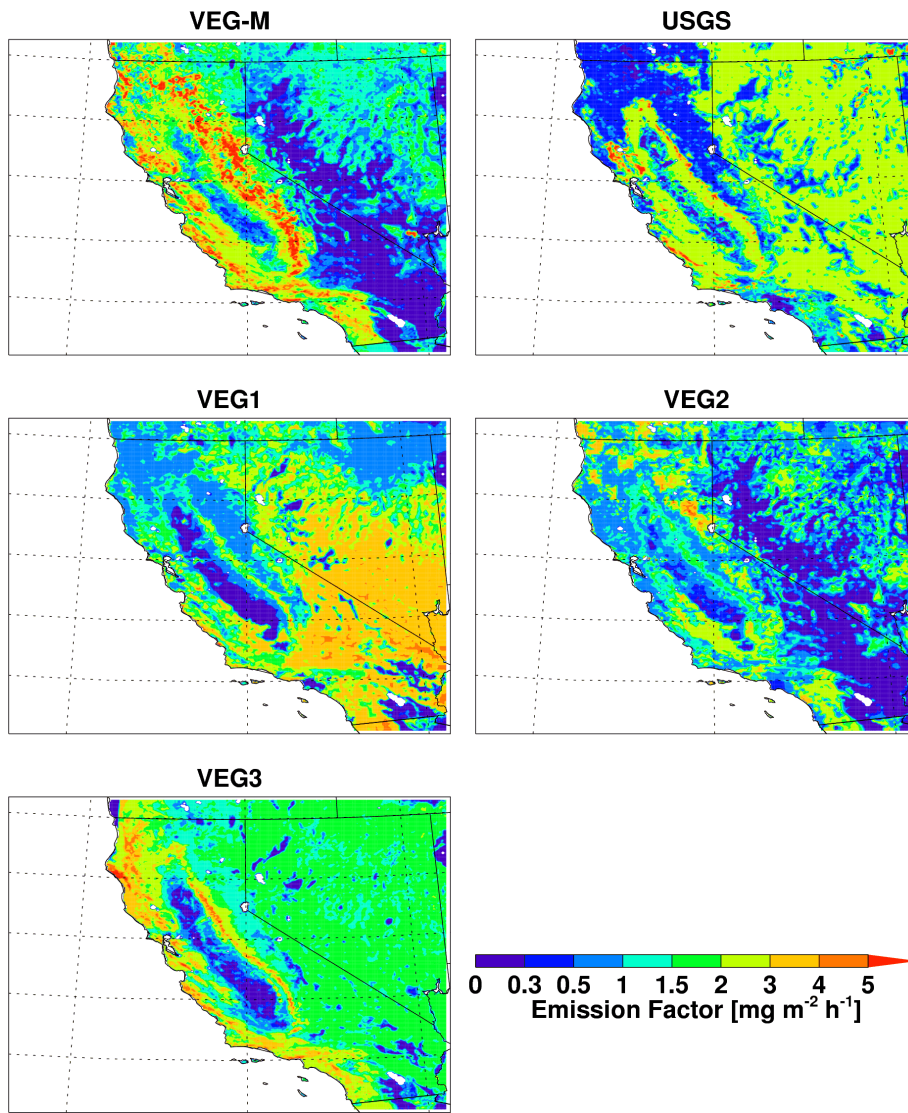 VEG-M
USGS
VEG1
VEG2
VEG3
0 0.3 0.5 1 1.5 2 3 4 5
Emission Factor [mg m⁻² h⁻¹]